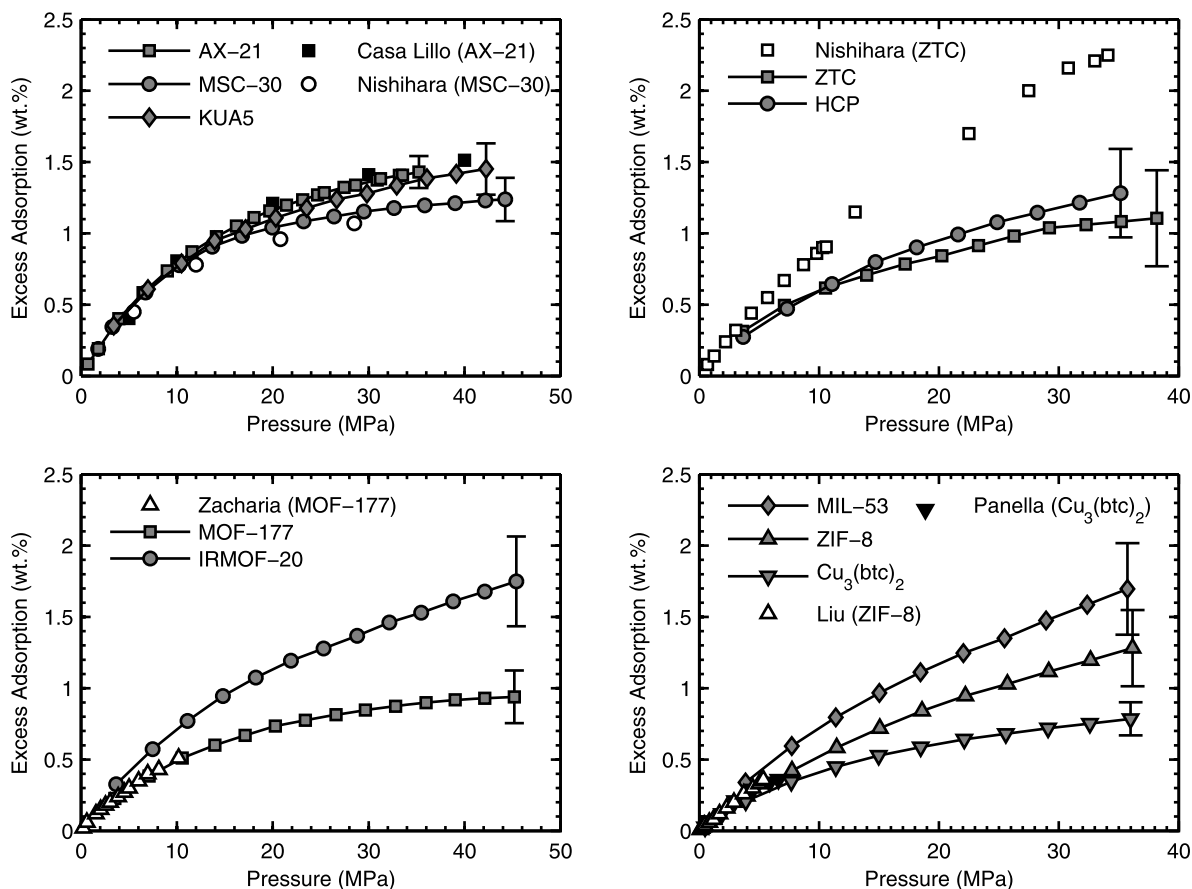 2.5
2
1.5
1
0.5
0
0 10 20 30 40 50
Excess Adsorption (wt.%)
Pressure (MPa)
AX−21
MSC−30
KUA5
Casa Lillo (AX−21)
Nishihara (MSC−30)
2.5
2
1.5
1
0.5
0
0 10 20 30 40
Excess Adsorption (wt.%)
Pressure (MPa)
Nishihara (ZTC)
ZTC
HCP
2.5
2
1.5
1
0.5
0
0 10 20 30 40 50
Excess Adsorption (wt.%)
Pressure (MPa)
Zacharia (MOF−177)
MOF−177
IRMOF−20
2.5
2
1.5
1
0.5
0
0 10 20 30 40
Excess Adsorption (wt.%)
Pressure (MPa)
MIL−53
ZIF−8
Cu3(btc)2
Liu (ZIF−8)
Panella (Cu3(btc)2)